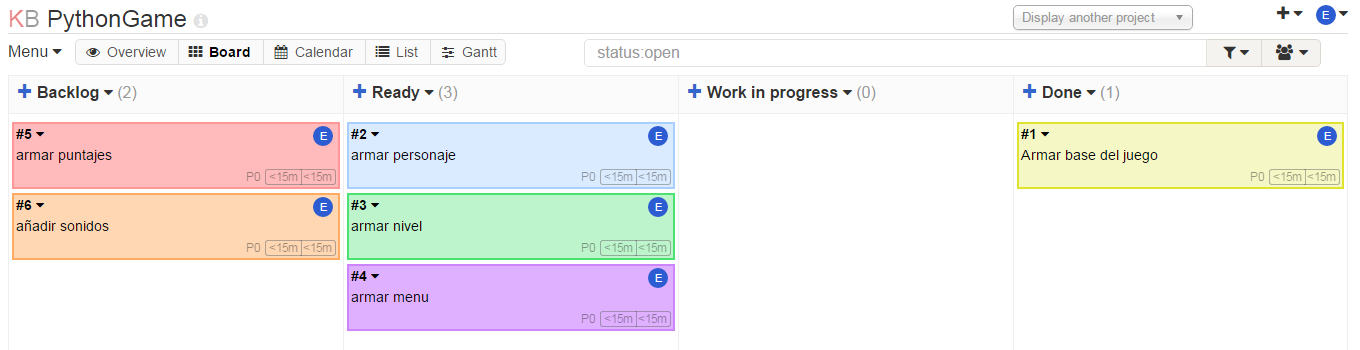 KB PythonGame
Display another project
E
Menu
Overview
Board
Calendar
List
Gantt
status:open
Backlog (2)
#5
E
armar puntajes
P0 <15m <15m
#6
E
añadir sonidos
P0 <15m <15m
Ready (3)
#2
E
armar personaje
P0 <15m <15m
#3
E
armar nivel
P0 <15m <15m
#4
E
armar menu
P0 <15m <15m
Work in progress (0)
Done (1)
#1
E
Armar base del juego
P0 <15m <15m